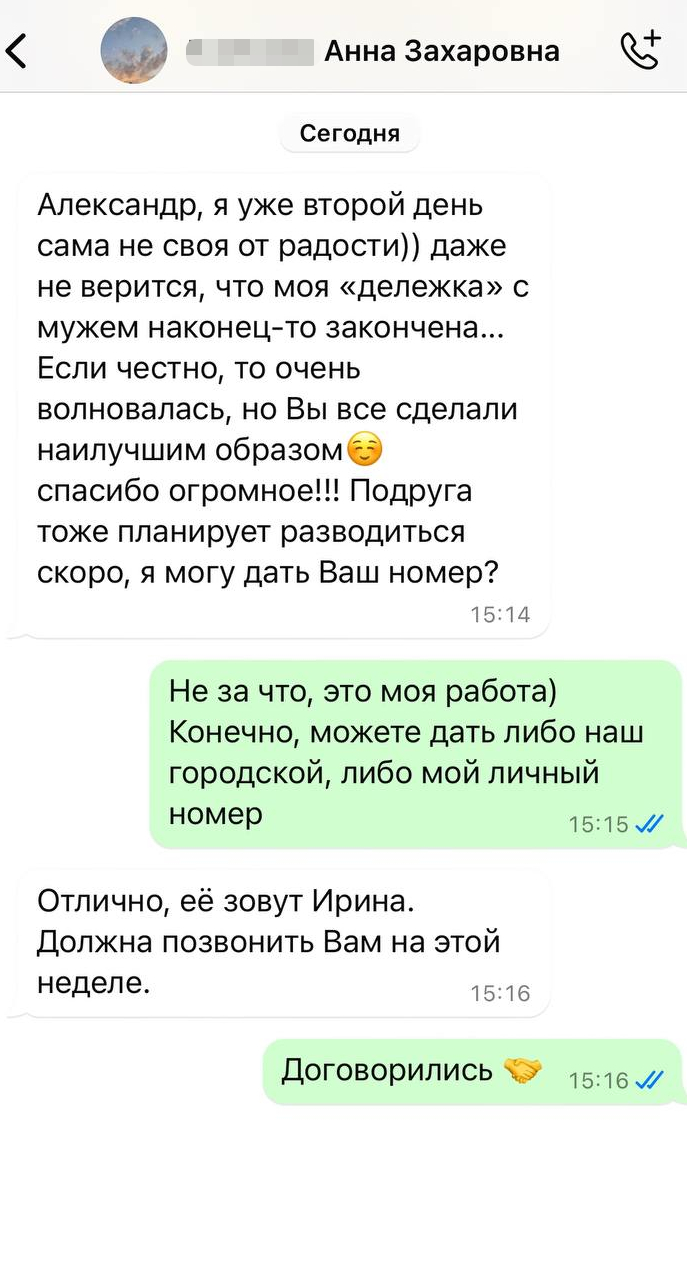 Анна Захаровна
Сегодня
Александр, я уже второй день
сама не своя от радости)) даже
не верится, что моя «дележка» с
мужем наконец-то закончена...
Если честно, то очень
волновалась, но Вы все сделали
наилучшим образом☺️
спасибо огромное!!! Подруга
тоже планирует разводиться
скоро, я могу дать Ваш номер?
15:14
Не за что, это моя работа)
Конечно, можете дать либо наш
городской, либо мой личный
номер
15:15
Отлично, её зовут Ирина.
Должна позвонить Вам на этой
неделе.
15:16
Договорились 🤝
15:16